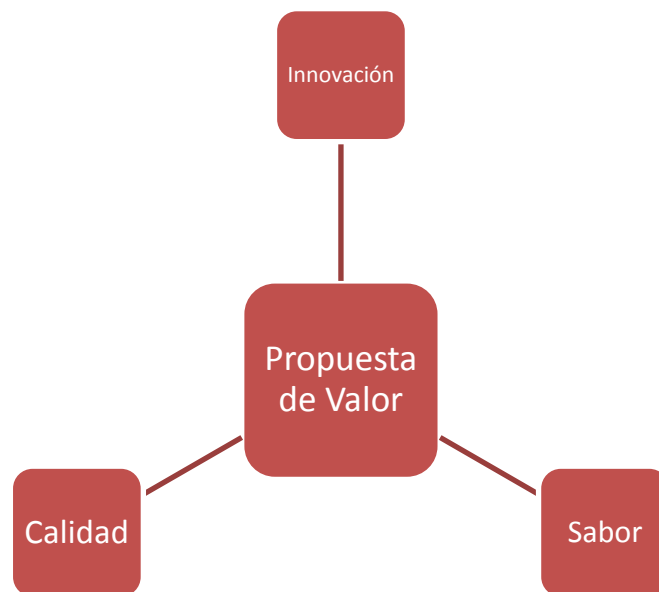 Innovación
Propuesta
de Valor
Calidad
Sabor